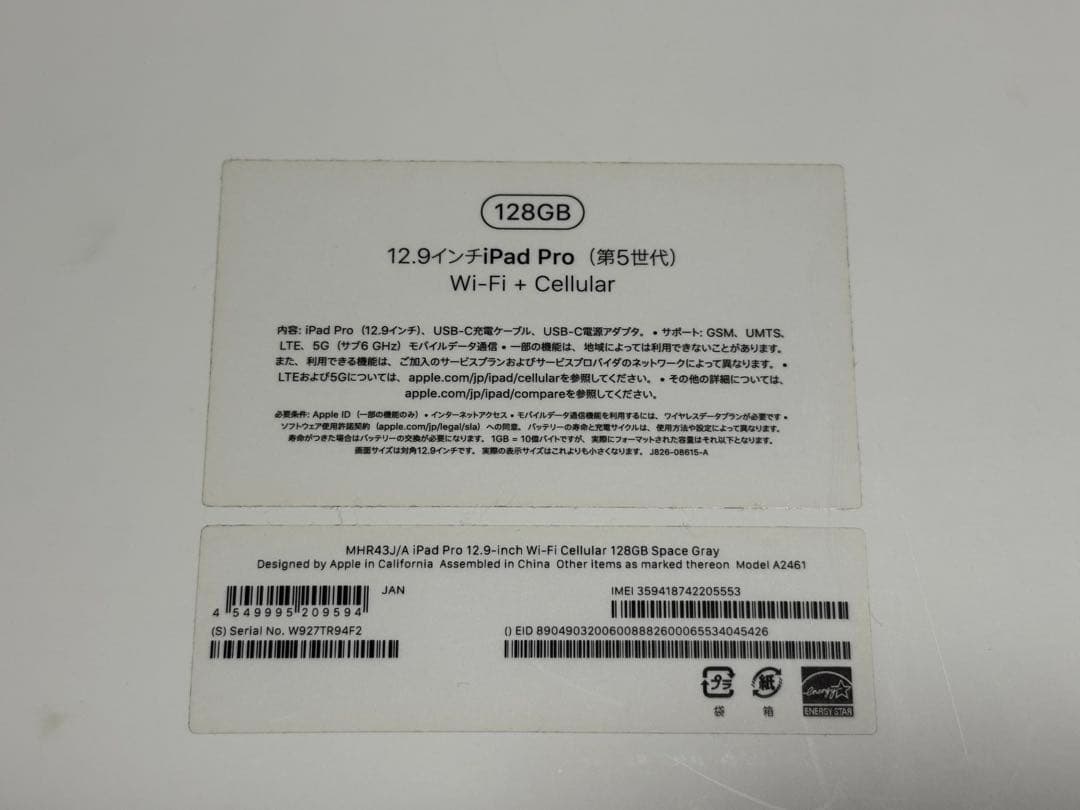 128GB
12.9インチiPad Pro（第5世代）
Wi-Fi + Cellular
内容: iPad Pro（12.9インチ）、USB-C充電ケーブル、USB-C電源アダプタ。• サポート: GSM、UMTS、
LTE、5G（サブ6 GHz）モバイルデータ通信 • 一部の機能は、地域によっては利用できないことがあります。
また、利用できる機能は、ご加入のサービスプランおよびサービスプロバイダのネットワークによって異なります。•
LTEおよび5Gについては、apple.com/jp/ipad/cellularを参照してください。• その他の詳細については、
apple.com/jp/ipad/compareを参照してください。
必要条件: Apple ID（一部の機能のみ）• インターネットアクセス • モバイルデータ通信機能を利用するには、ワイヤレスデータプランが必要です •
ソフトウェア使用許諾契約（apple.com/jp/legal/sla）への同意。バッテリーの寿命と充電サイクルは、使用方法や設定によって異なります。
寿命がつきた場合はバッテリーの交換が必要になります。1GB = 10億バイトですが、実際にフォーマットされた容量はそれ以下となります。
画面サイズは対角12.9インチです。実際の表示サイズはこれよりも小さくなります。J826-08615-A
MHR43J/A iPad Pro 12.9-inch Wi-Fi Cellular 128GB Space Gray
Designed by Apple in California Assembled in China Other items as marked thereon Model A2461
JAN
4 549995 209594
IMEI 359418742205553
(S) Serial No. W927TR94F2
() EID 89049032006008882600065534045426
プラ
紙
energy
袋
箱
ENERGY STAR